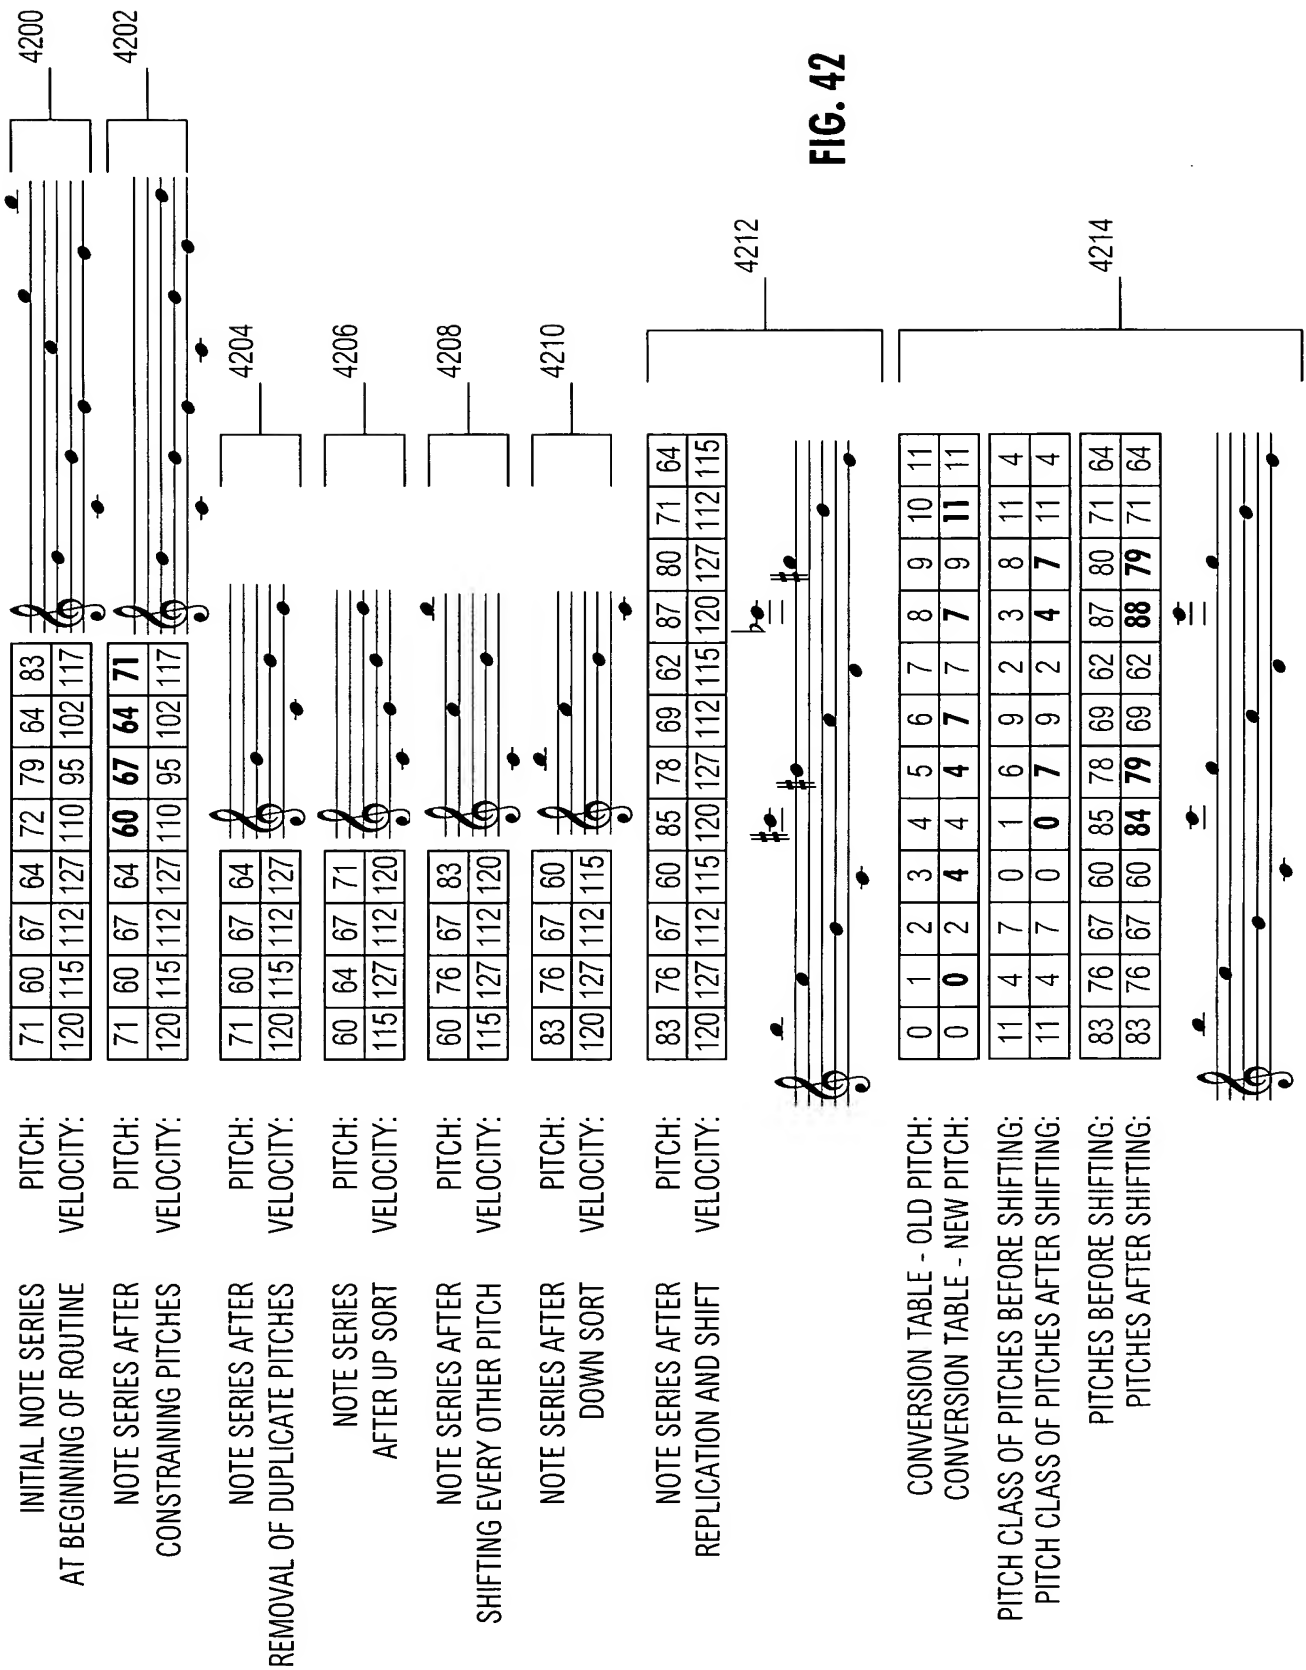 INITIAL NOTE SERIES PITCH: 71 60 67 64 72 79 64 83 4200
AT BEGINNING OF ROUTINE VELOCITY: 120 115 112 127 110 95 102 117
NOTE SERIES AFTER PITCH: 71 60 67 64 60 67 64 71 4202
CONSTRAINING PITCHES VELOCITY: 120 115 112 127 110 95 102 117
NOTE SERIES AFTER PITCH: 71 60 67 64 4204
REMOVAL OF DUPLICATE PITCHES VELOCITY: 120 115 112 127
NOTE SERIES PITCH: 60 64 67 71 4206
AFTER UP SORT VELOCITY: 115 127 112 120
NOTE SERIES AFTER PITCH: 60 76 67 83 4208
SHIFTING EVERY OTHER PITCH VELOCITY: 115 127 112 120
NOTE SERIES AFTER PITCH: 83 76 67 60 4210
DOWN SORT VELOCITY: 120 127 112 115
NOTE SERIES AFTER PITCH: 83 76 67 60 85 78 69 62 87 80 71 64 4212
REPLICATION AND SHIFT VELOCITY: 120 127 112 115 120 127 112 115 120 127 112 115
FIG. 42
CONVERSION TABLE - OLD PITCH: 0 1 2 3 4 5 6 7 8 9 10 11
CONVERSION TABLE - NEW PITCH: 0 0 2 4 4 4 7 7 7 9 11 11
PITCH CLASS OF PITCHES BEFORE SHIFTING: 11 4 7 0 1 6 9 2 3 8 11 4
PITCH CLASS OF PITCHES AFTER SHIFTING: 11 4 7 0 0 7 9 2 4 7 11 4
4214
PITCHES BEFORE SHIFTING: 83 76 67 60 85 78 69 62 87 80 71 64
PITCHES AFTER SHIFTING: 83 76 67 60 84 79 69 62 88 79 71 64